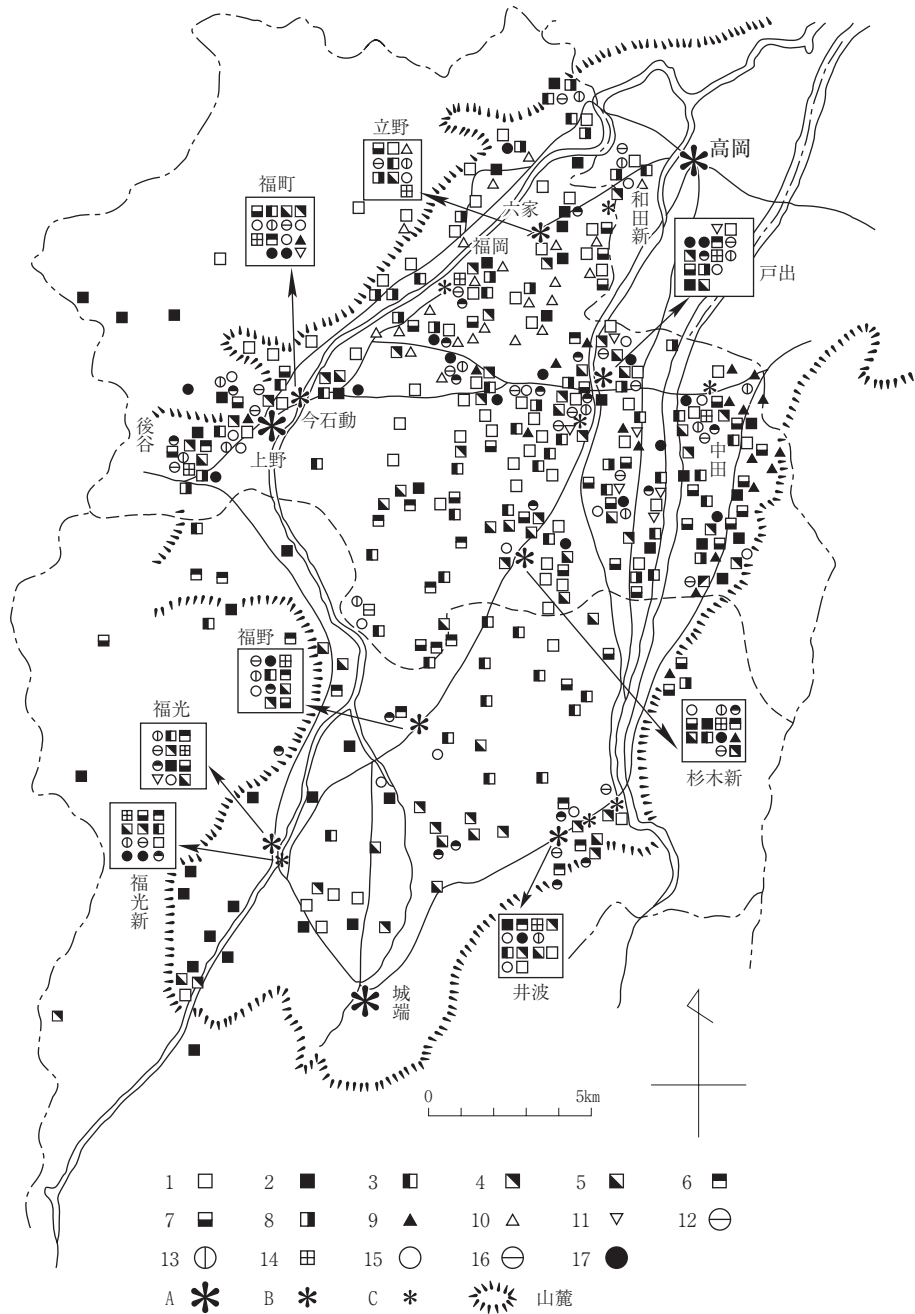 立野
高岡
福町
六家
和田新
福岡
戸出
後谷
今石動
上野
中田
福野
福光
杉木新
福光新
井波
城端
0 5km
1 2 3 4 5 6
7 8 9 10 11 12
13 14 15 16 17
A B C 山麓